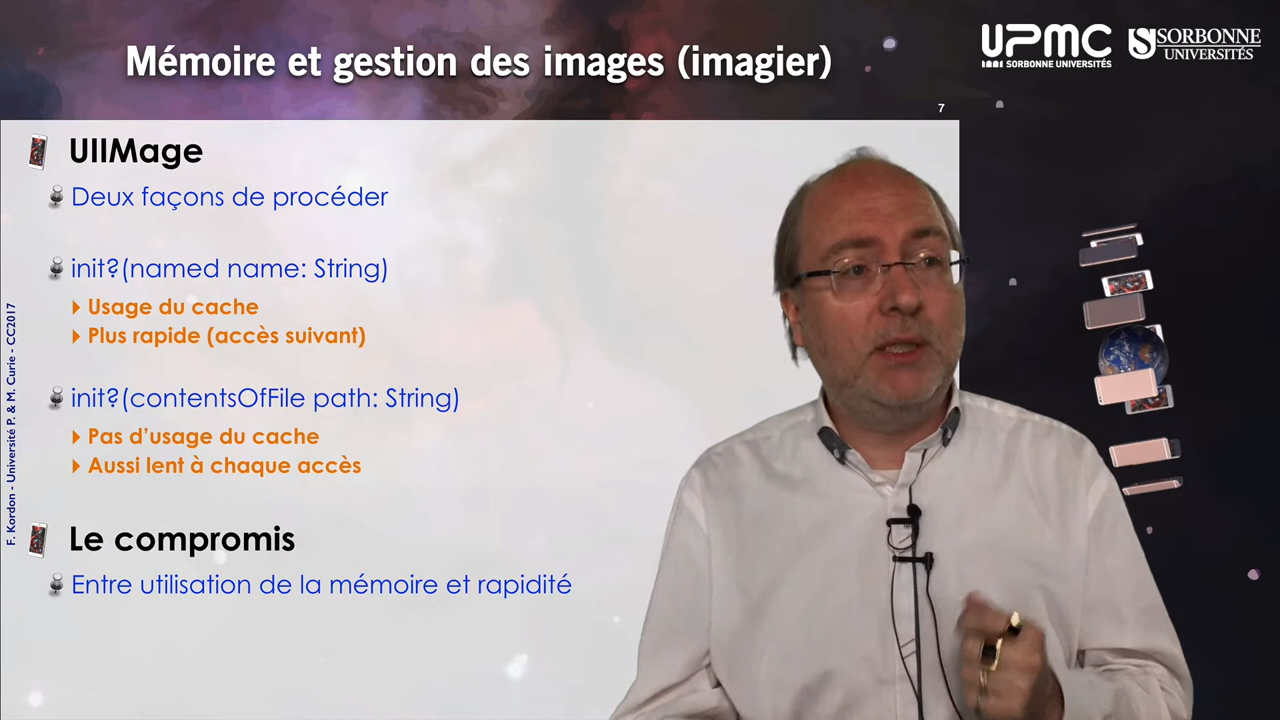 Mémoire et gestion des images (imagier)
UPMC
SORBONNE UNIVERSITÉS
SORBONNE
UNIVERSITÉS
7
UIIMage
Deux façons de procéder
init?(named name: String)
Usage du cache
Plus rapide (accès suivant)
init?(contentsOfFile path: String)
Pas d’usage du cache
Aussi lent à chaque accès
Le compromis
Entre utilisation de la mémoire et rapidité
F. Kordon - Université P. & M. Curie - CC2017